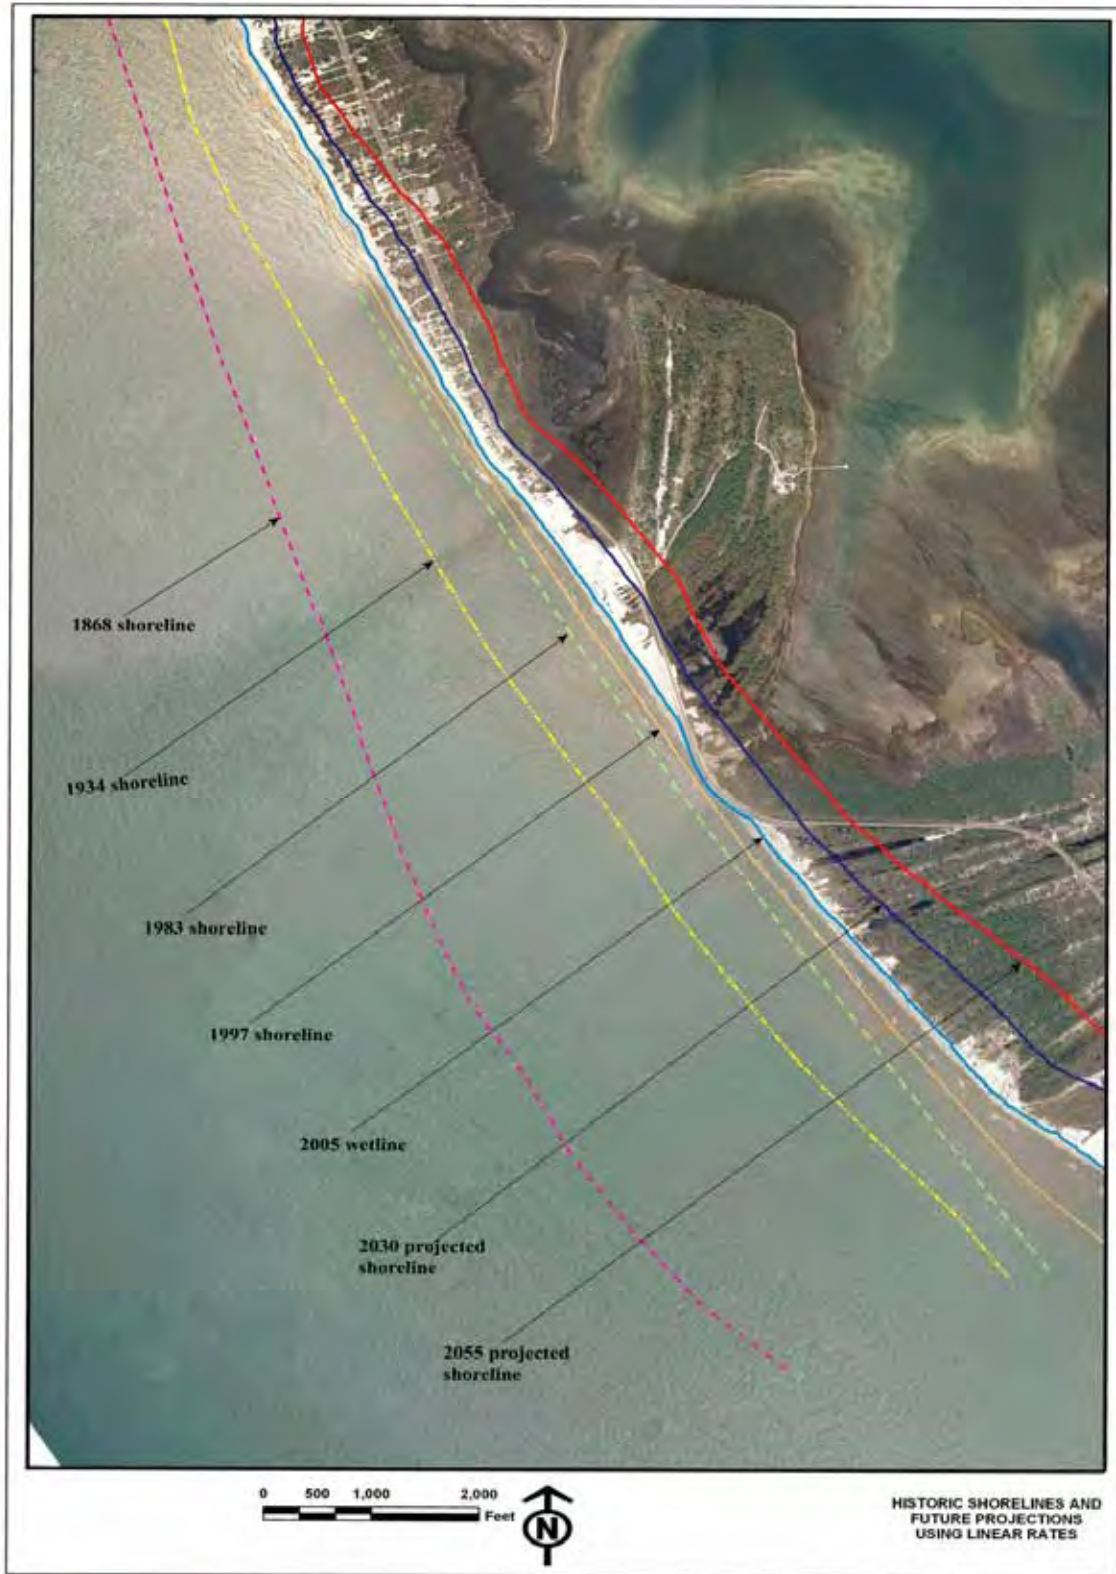 1868 shoreline
1934 shoreline
1983 shoreline
1997 shoreline
2005 wetline
2030 projected
shoreline
2055 projected
shoreline
0 500 1,000 2,000
Feet
N
HISTORIC SHORELINES AND
FUTURE PROJECTIONS
USING LINEAR RATES